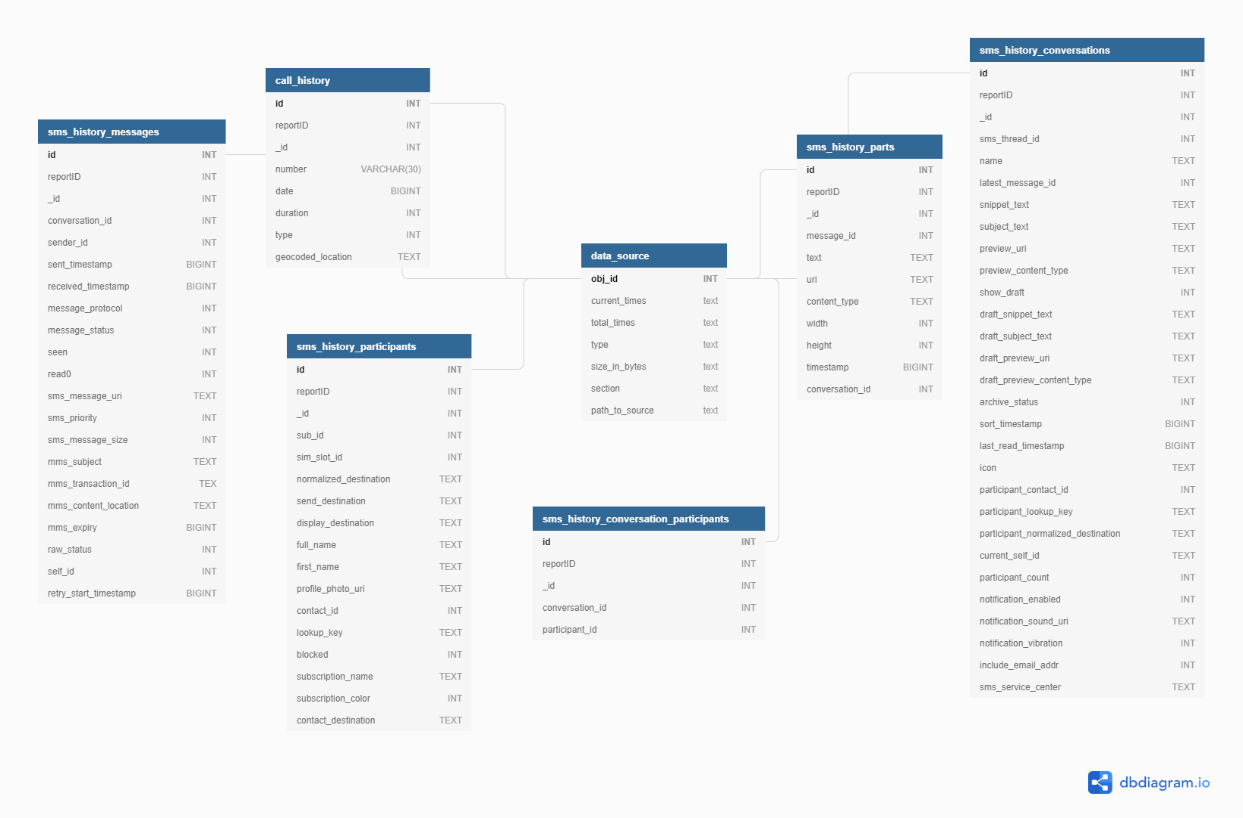 sms_history_messages
id INT
reportID INT
_id INT
conversation_id INT
sender_id INT
sent_timestamp BIGINT
received_timestamp BIGINT
message_protocol INT
message_status INT
seen INT
read0 INT
sms_message_uri TEXT
sms_priority INT
sms_message_size INT
mms_subject TEXT
mms_transaction_id TEX
mms_content_location TEXT
mms_expiry BIGINT
raw_status INT
self_id INT
retry_start_timestamp BIGINT
call_history
id INT
reportID INT
_id INT
number VARCHAR(30)
date BIGINT
duration INT
type INT
geocoded_location TEXT
sms_history_participants
id INT
reportID INT
_id INT
sub_id INT
sim_slot_id INT
normalized_destination TEXT
send_destination TEXT
display_destination TEXT
full_name TEXT
first_name TEXT
profile_photo_uri TEXT
contact_id INT
lookup_key TEXT
blocked INT
subscription_name TEXT
subscription_color INT
contact_destination TEXT
data_source
obj_id INT
current_times text
total_times text
type text
size_in_bytes text
section text
path_to_source text
sms_history_conversation_participants
id INT
reportID INT
_id INT
conversation_id INT
participant_id INT
sms_history_parts
id INT
reportID INT
_id INT
message_id INT
text TEXT
uri TEXT
content_type TEXT
width INT
height INT
timestamp BIGINT
conversation_id INT
sms_history_conversations
id INT
reportID INT
_id INT
sms_thread_id INT
name TEXT
latest_message_id INT
snippet_text TEXT
subject_text TEXT
preview_uri TEXT
preview_content_type TEXT
show_draft INT
draft_snippet_text TEXT
draft_subject_text TEXT
draft_preview_uri TEXT
draft_preview_content_type TEXT
archive_status INT
sort_timestamp BIGINT
last_read_timestamp BIGINT
icon TEXT
participant_contact_id INT
participant_lookup_key TEXT
participant_normalized_destination TEXT
current_self_id TEXT
participant_count INT
notification_enabled INT
notification_sound_uri TEXT
notification_vibration INT
include_email_addr INT
sms_service_center TEXT
dbdiagram.io